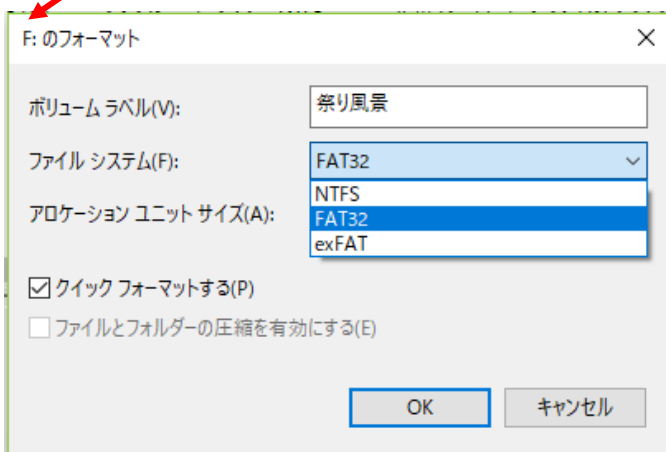 F: のフォーマット
ボリューム ラベル(V):
祭り風景
ファイル システム(F):
FAT32
NTFS
FAT32
exFAT
アロケーション ユニット サイズ(A):
クイック フォーマットする(P)
ファイルとフォルダーの圧縮を有効にする(E)
OK
キャンセル